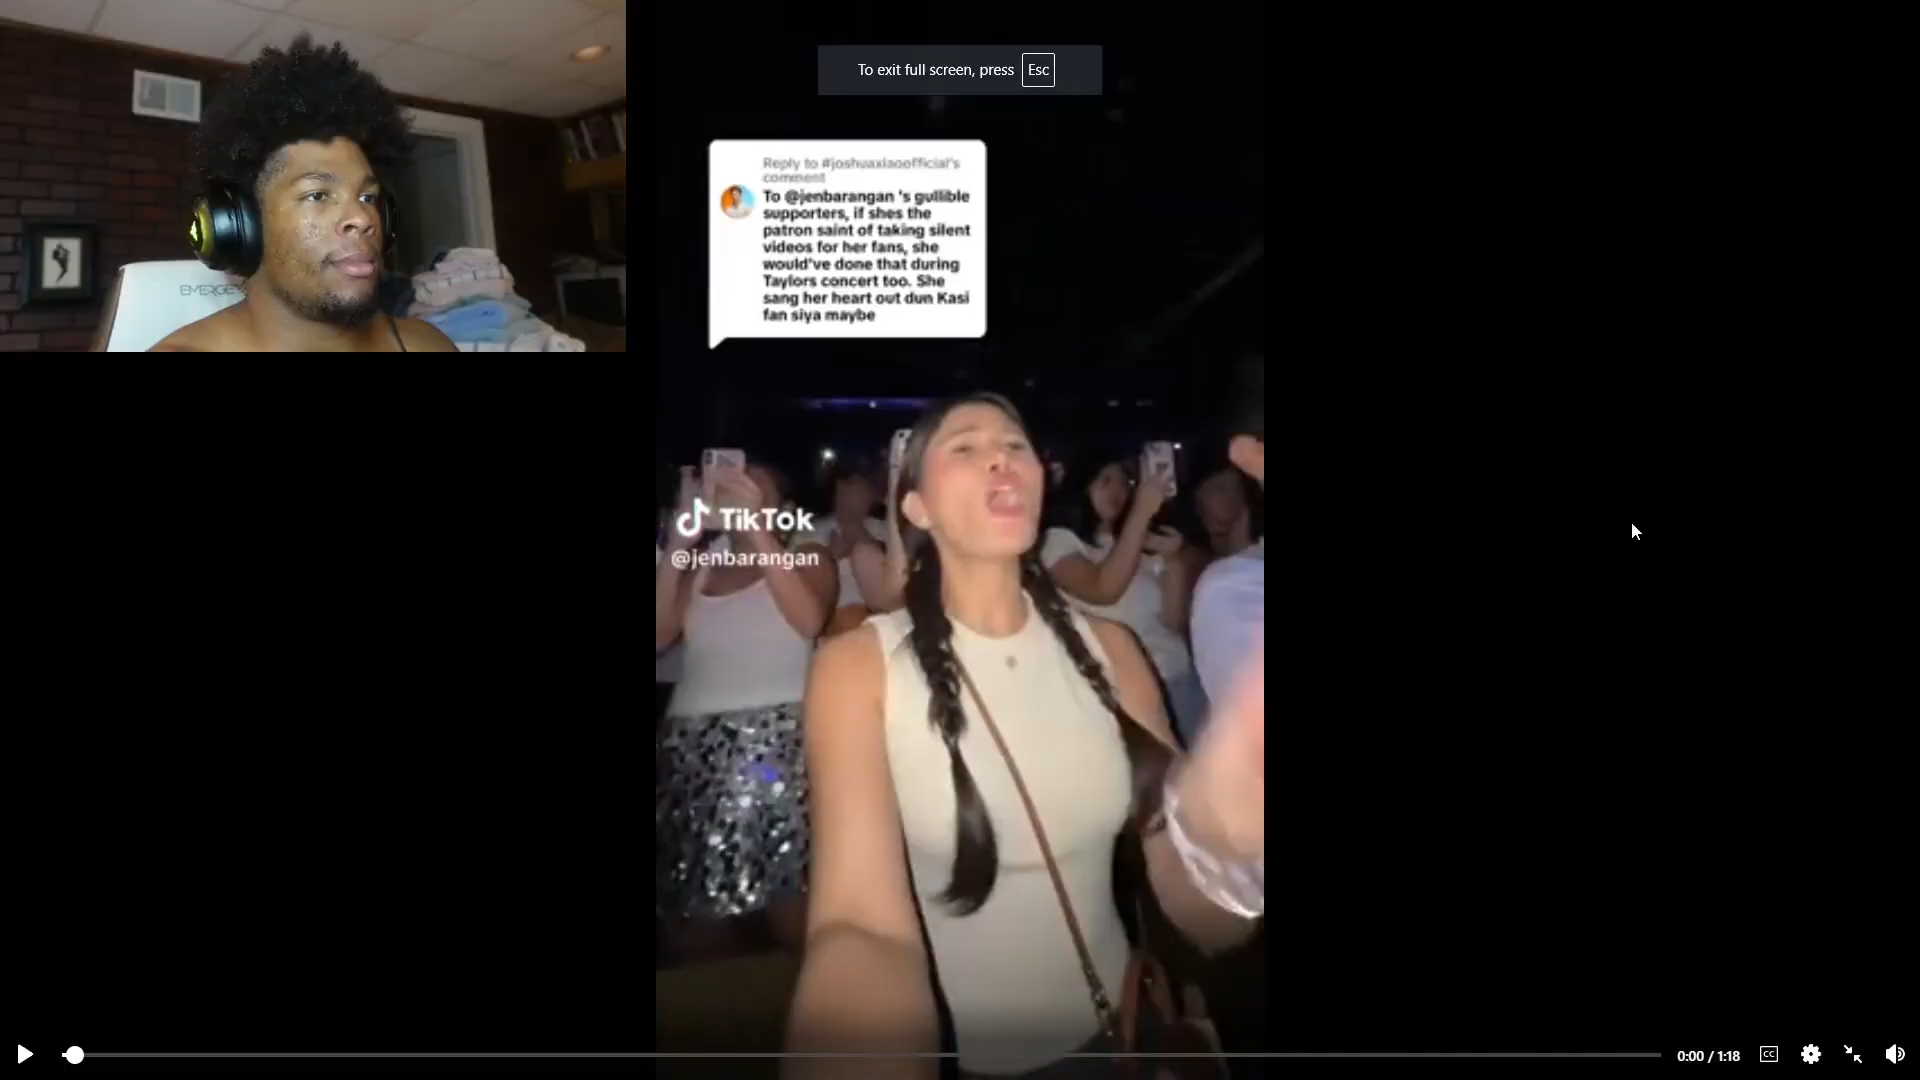 To exit full screen, press Esc
Reply to #joshuaxiaoofficial's
comment
To @jenbarangan 's gullible
supporters, if shes the
patron saint of taking silent
videos for her fans, she
would've done that during
Taylors concert too. She
sang her heart out dun Kasi
fan siya maybe
EMERGE
TikTok
@jenbarangan
0:00 / 1:18
CC